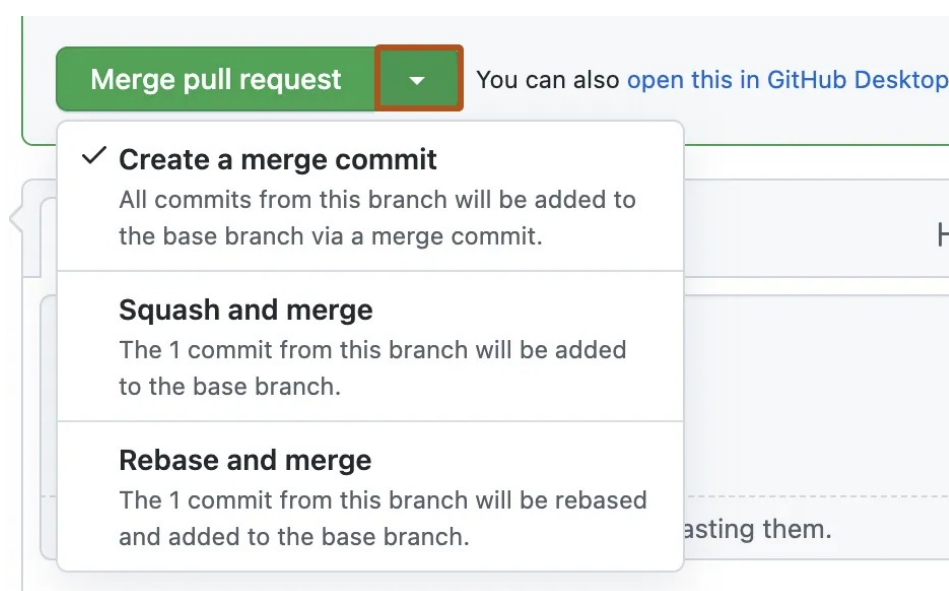 Merge pull request You can also open this in GitHub Desktop
Create a merge commit
All commits from this branch will be added to
the base branch via a merge commit.
Squash and merge
The 1 commit from this branch will be added
to the base branch.
Rebase and merge
The 1 commit from this branch will be rebased
and added to the base branch.
asting them.